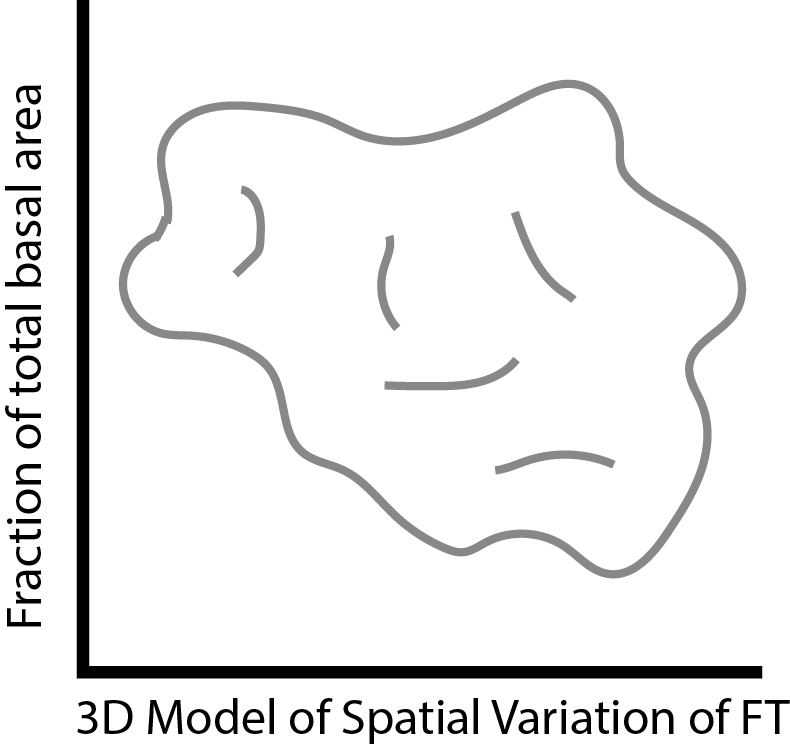 Fraction of total basal area
3D Model of Spatial Variation of FT